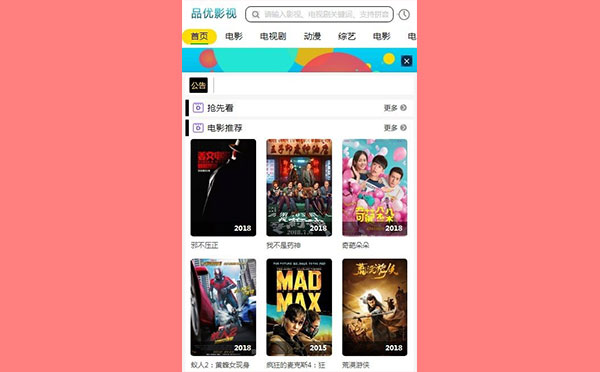 品优影视
请输入影视、电视剧关键词，支持拼音
首页 电影 电视剧 动漫 综艺 电影 电
公告
抢先看 更多
电影推荐 更多
2018 2018 2018
邪不压正 我不是药神 奇葩朵朵
MAD
MAX
2018 2015 2018
蚁人2：黄蜂女现身 疯狂的麦克斯4：狂 荒漠游侠